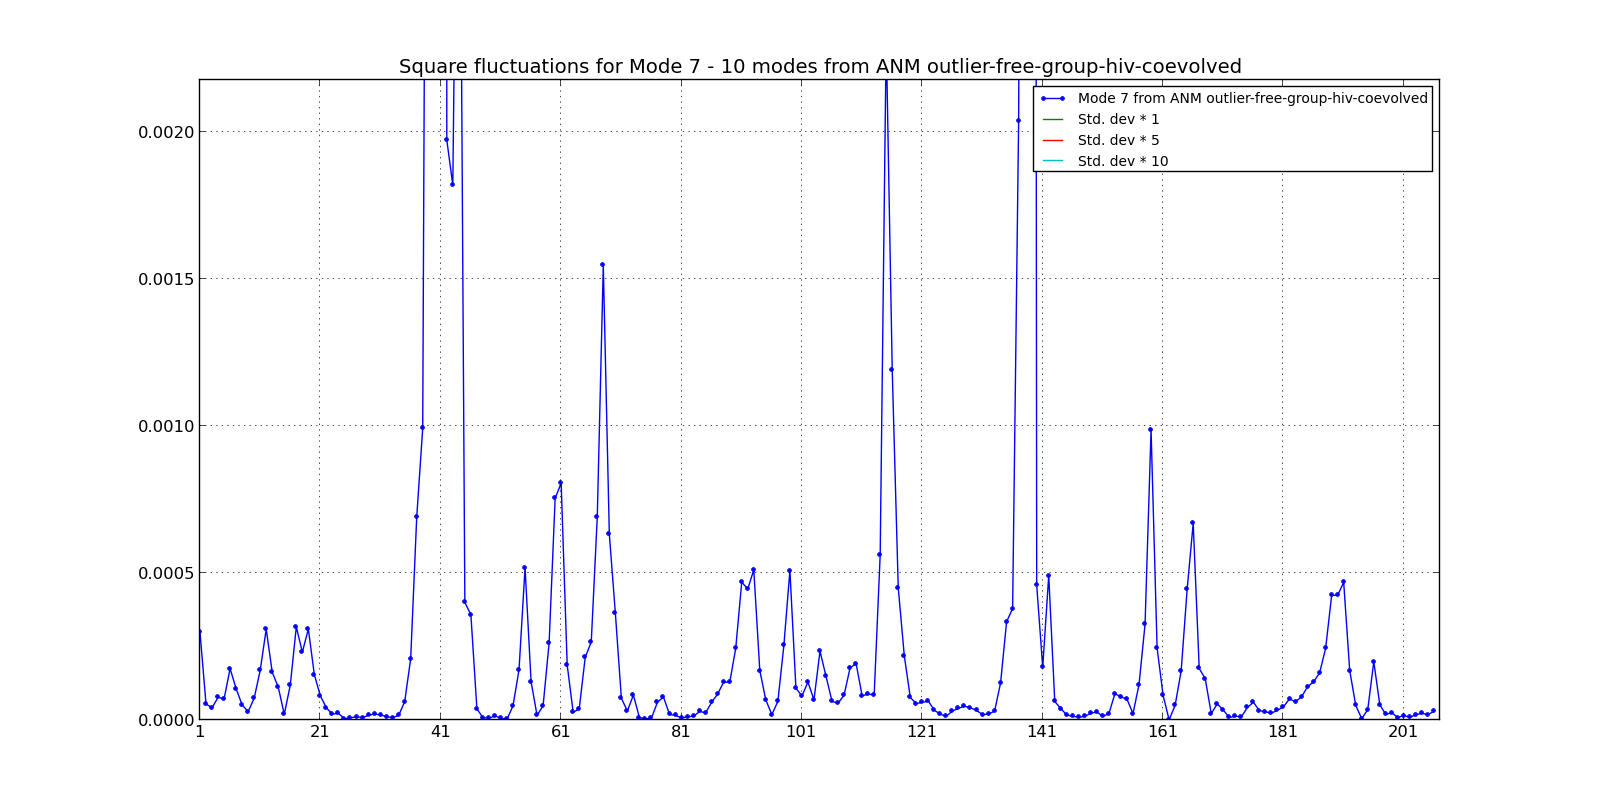 Square fluctuations for Mode 7 - 10 modes from ANM outlier-free-group-hiv-coevolved
Mode 7 from ANM outlier-free-group-hiv-coevolved
Std. dev * 1
Std. dev * 5
Std. dev * 10
0.0020
0.0015
0.0010
0.0005
0.0000
1 21 41 61 81 101 121 141 161 181 201